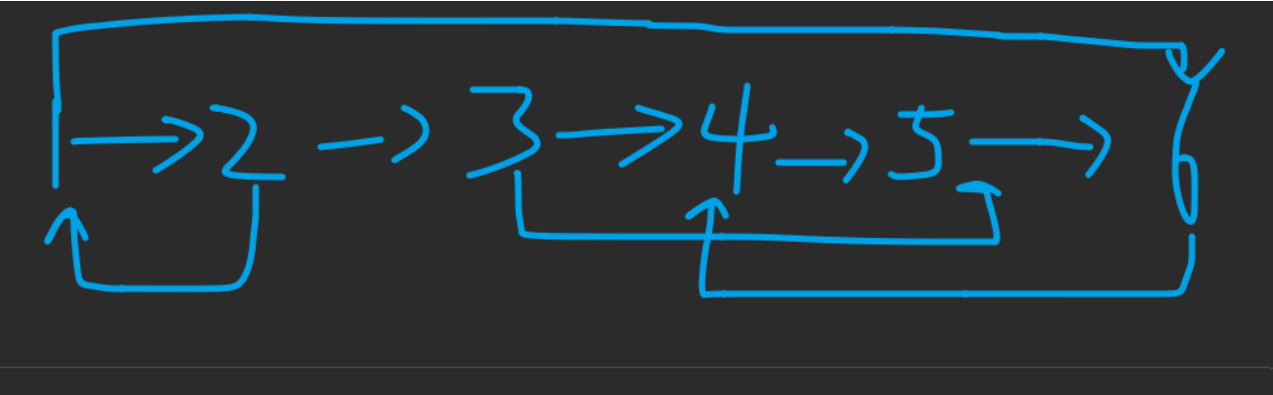 1 → 2 → 3 → 4 → 5 → 6